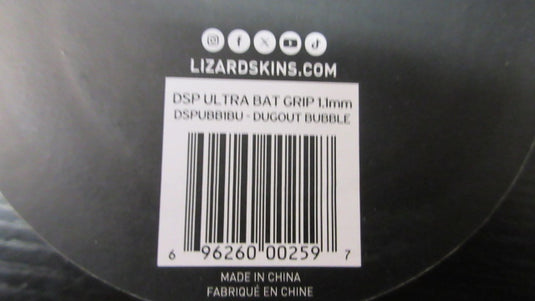 LIZARDSKINS.COM
DSP ULTRA BAT GRIP 1.1mm
DSPUBB1BU - DUGOUT BUBBLE
6 96260 00259 7
MADE IN CHINA
FABRIQUÉ EN CHINE